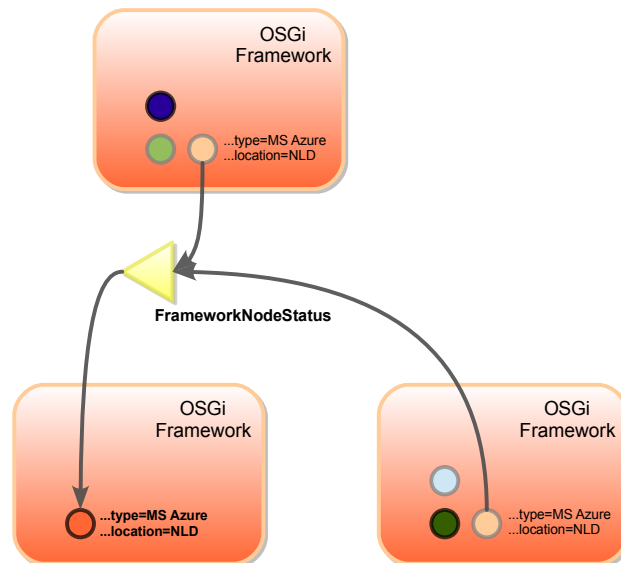 OSGi
Framework
...type=MS Azure
...location=NLD
FrameworkNodeStatus
OSGi
Framework
...type=MS Azure
...location=NLD
OSGi
Framework
...type=MS Azure
...location=NLD